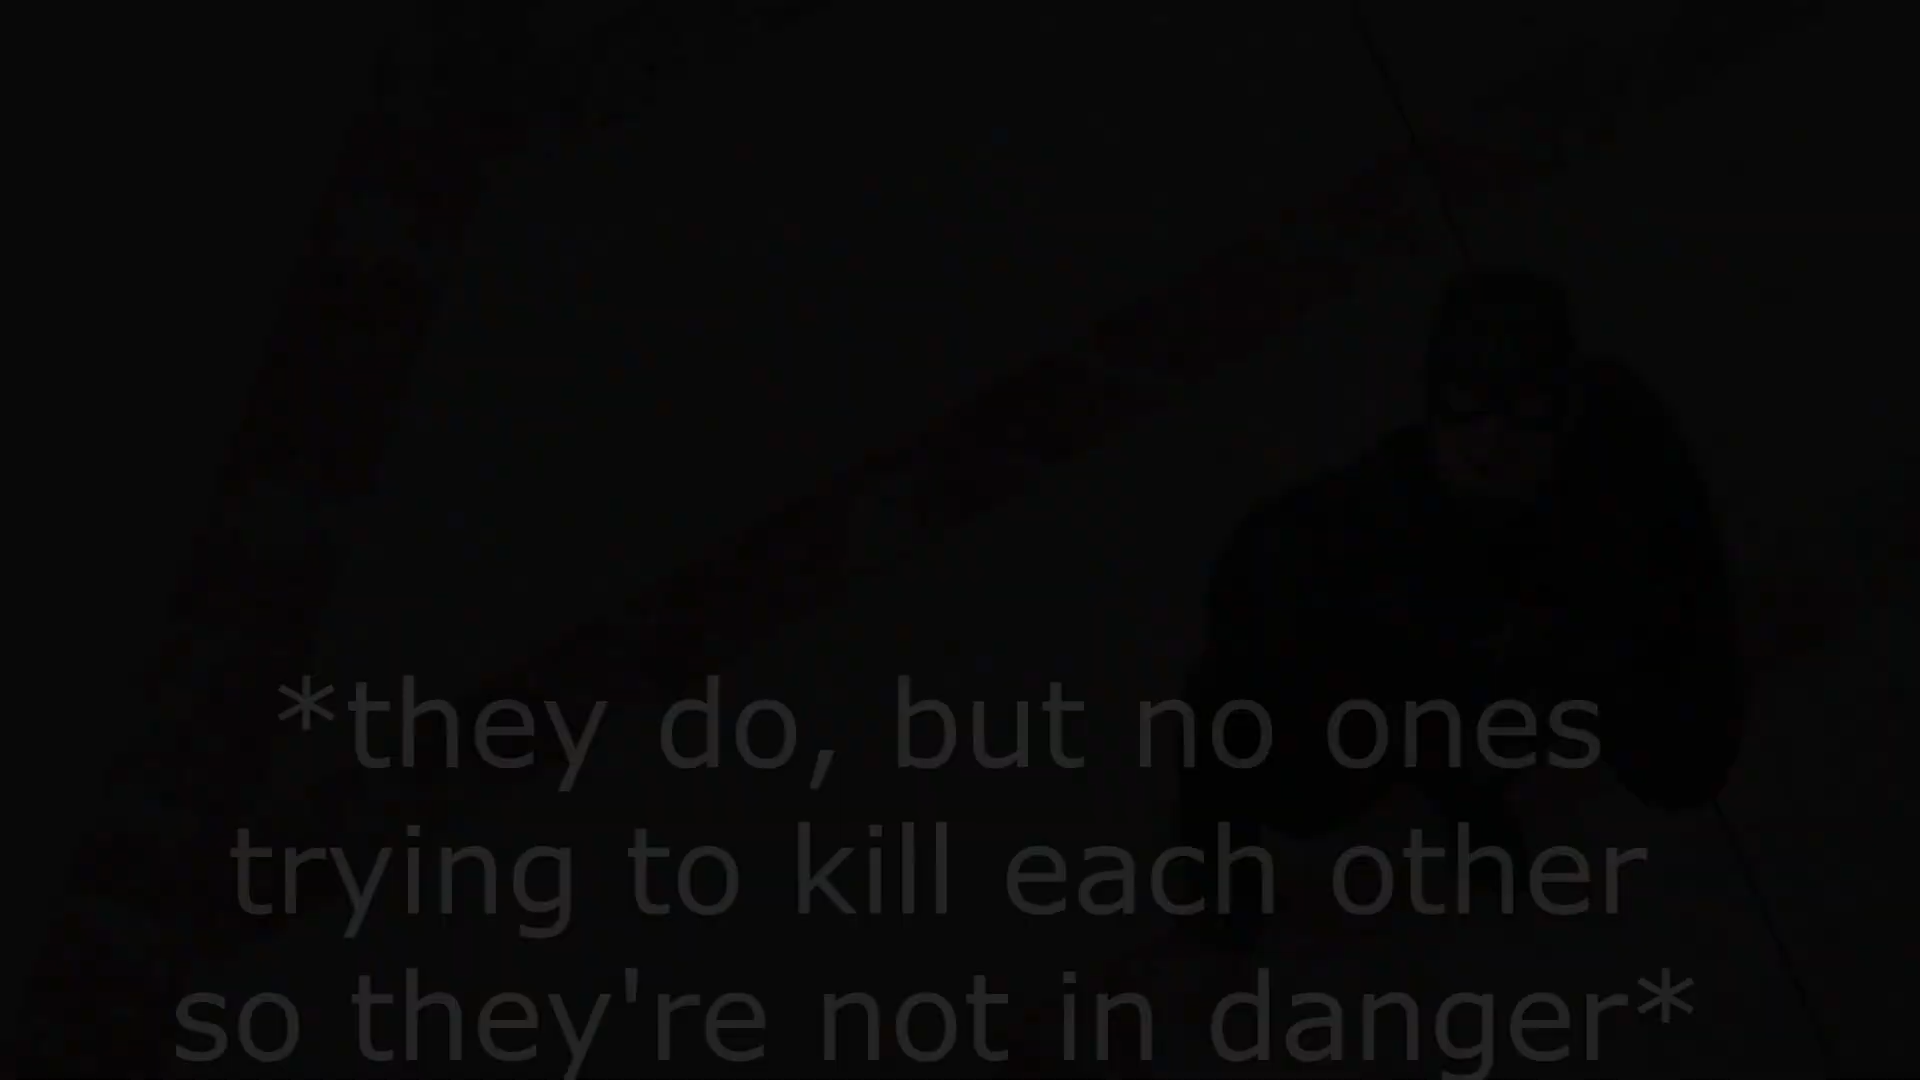 *they do, but no ones
trying to kill each other
so they're not in danger*